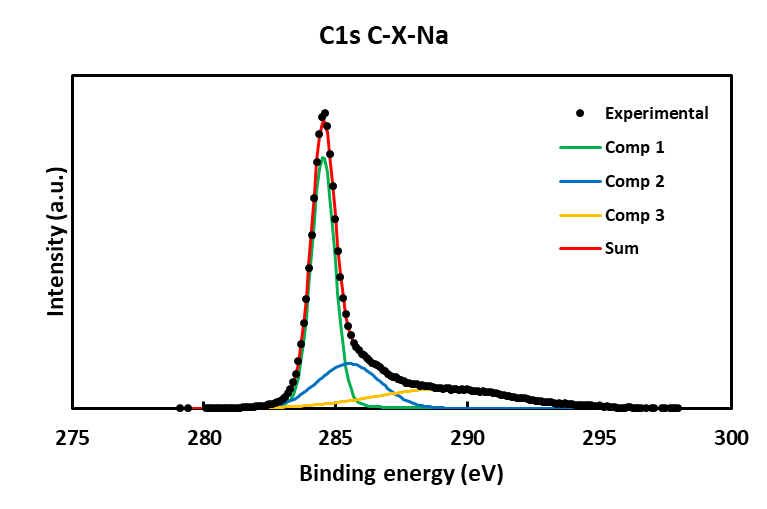 C1s C-X-Na
Intensity (a.u.)
Experimental
Comp 1
Comp 2
Comp 3
Sum
275 280 285 290 295 300
Binding energy (eV)